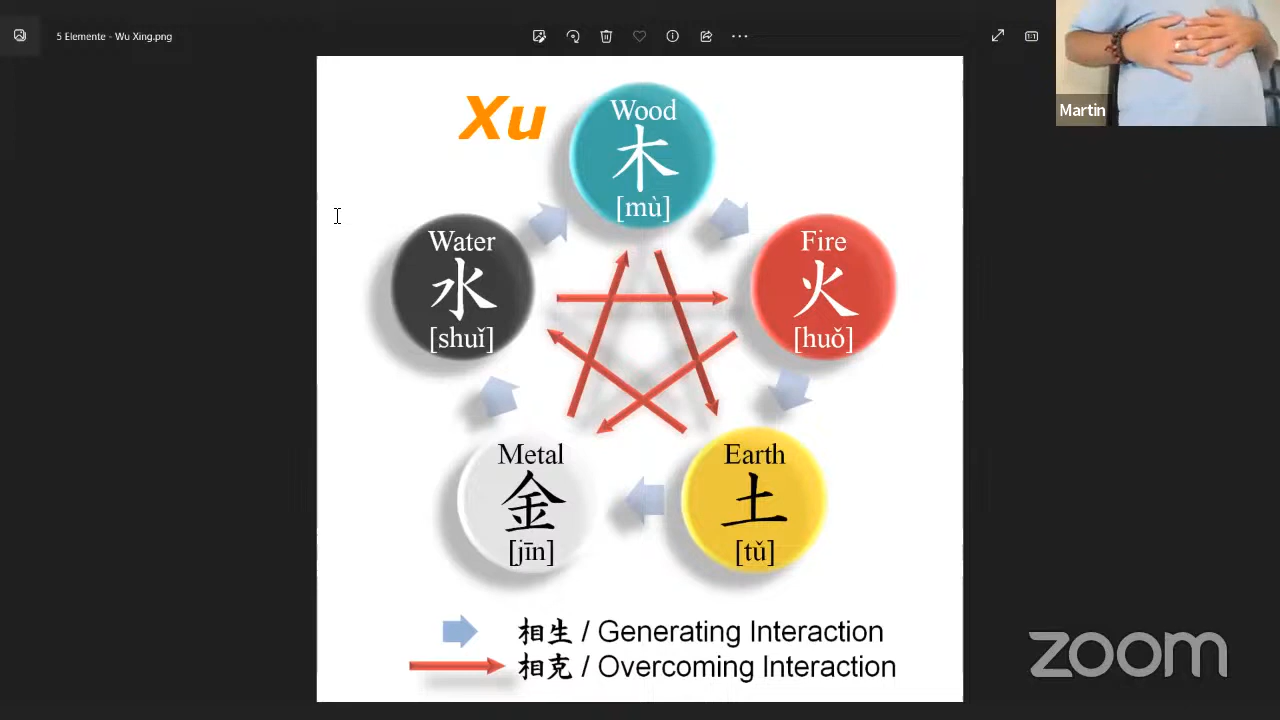 5 Elemente - Wu Xing.png
Martin
Xu
Wood
木
[mù]
Water
水
[shuǐ]
Fire
火
[huǒ]
Metal
金
[jīn]
Earth
土
[tǔ]
相生 / Generating Interaction
相克 / Overcoming Interaction
zoom